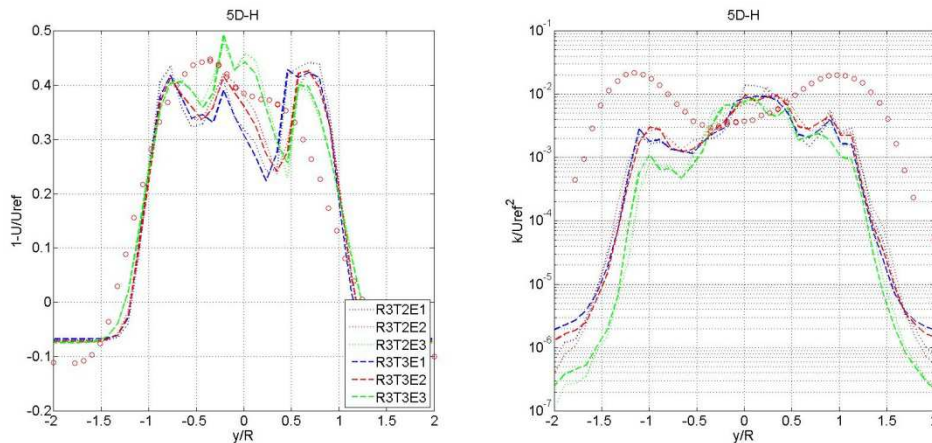 5D-H
0.5
0.4
0.3
0.2
0.1
0
-0.1
-0.2
-2 -1.5 -1 -0.5 0 0.5 1 1.5 2
1-U/Uref
y/R
R3T2E1
R3T2E2
R3T2E3
R3T3E1
R3T3E2
R3T3E3
5D-H
10^-1
10^-2
10^-3
10^-4
10^-5
10^-6
10^-7
-2 -1.5 -1 -0.5 0 0.5 1 1.5 2
k/Uref^2
y/R